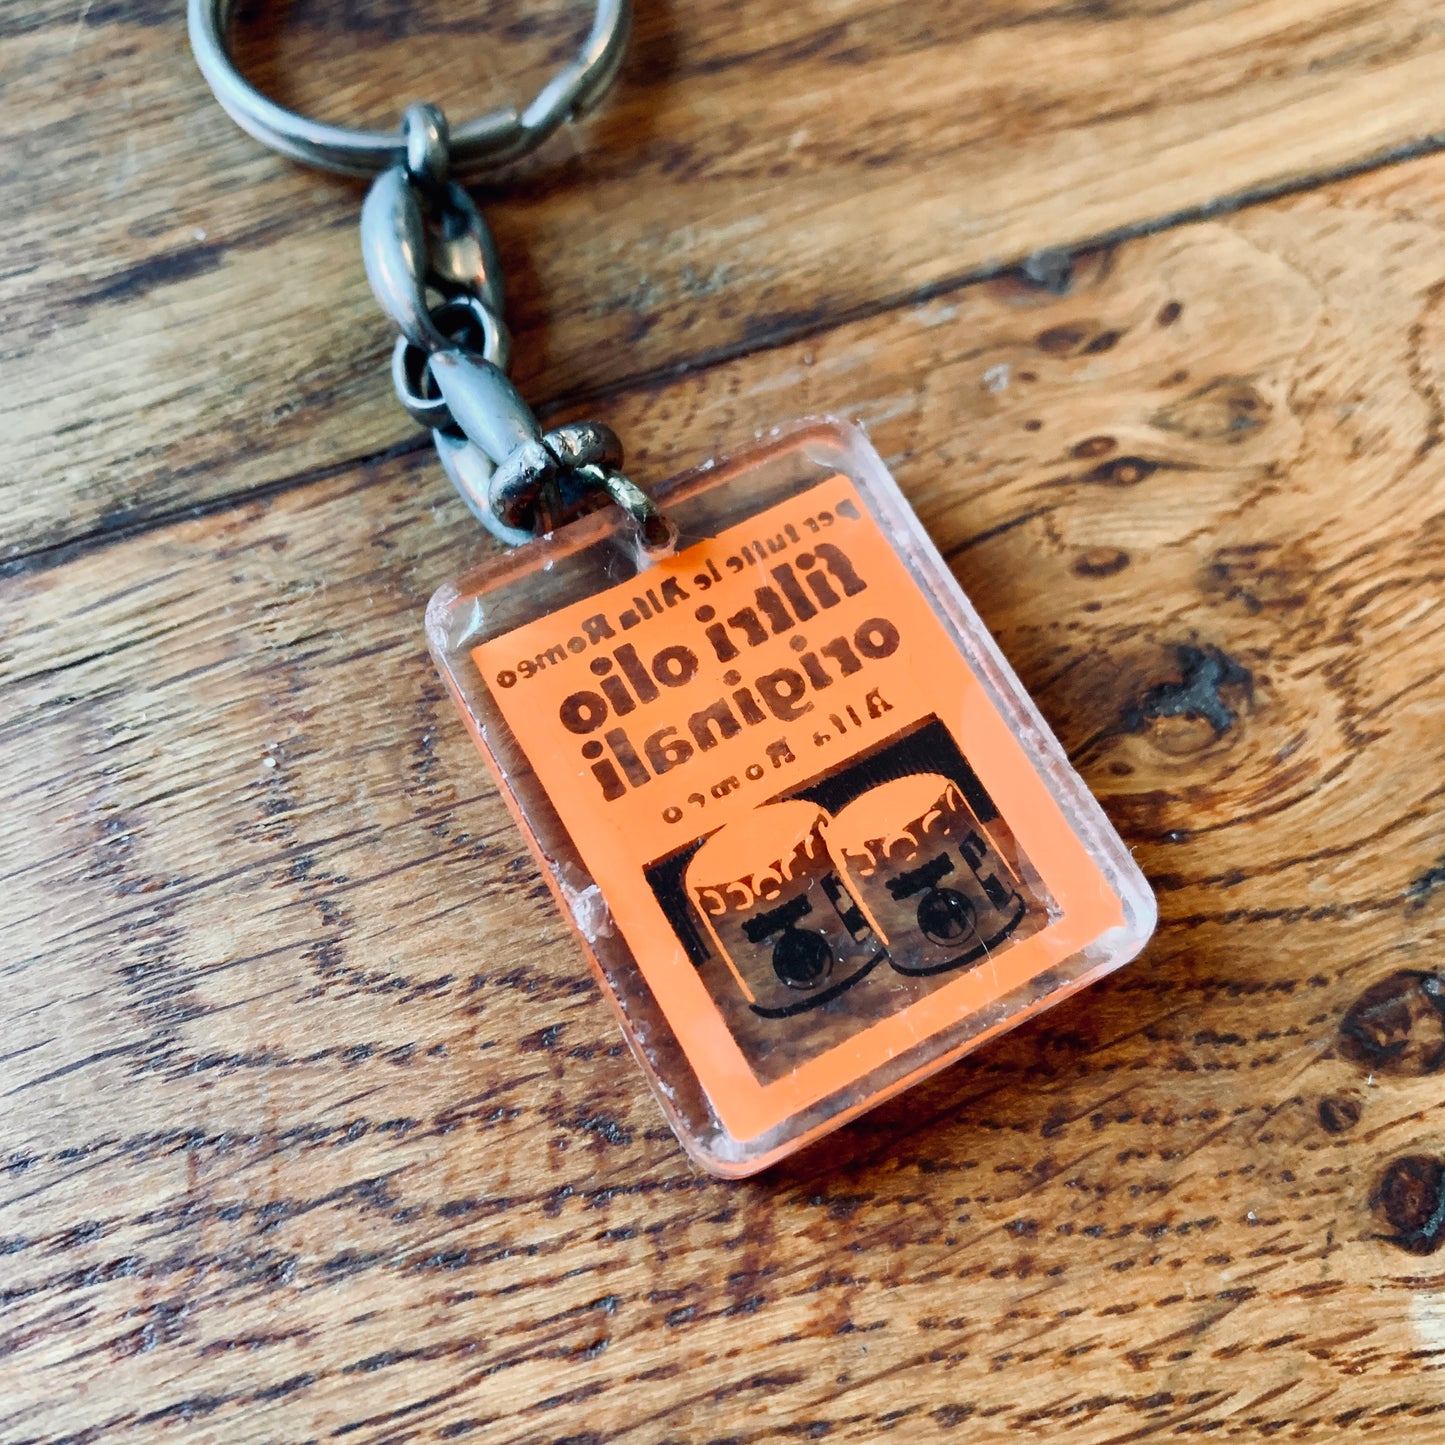 Per tutte le Alfa Romeo
filtri olio
originali
Alfa Romeo